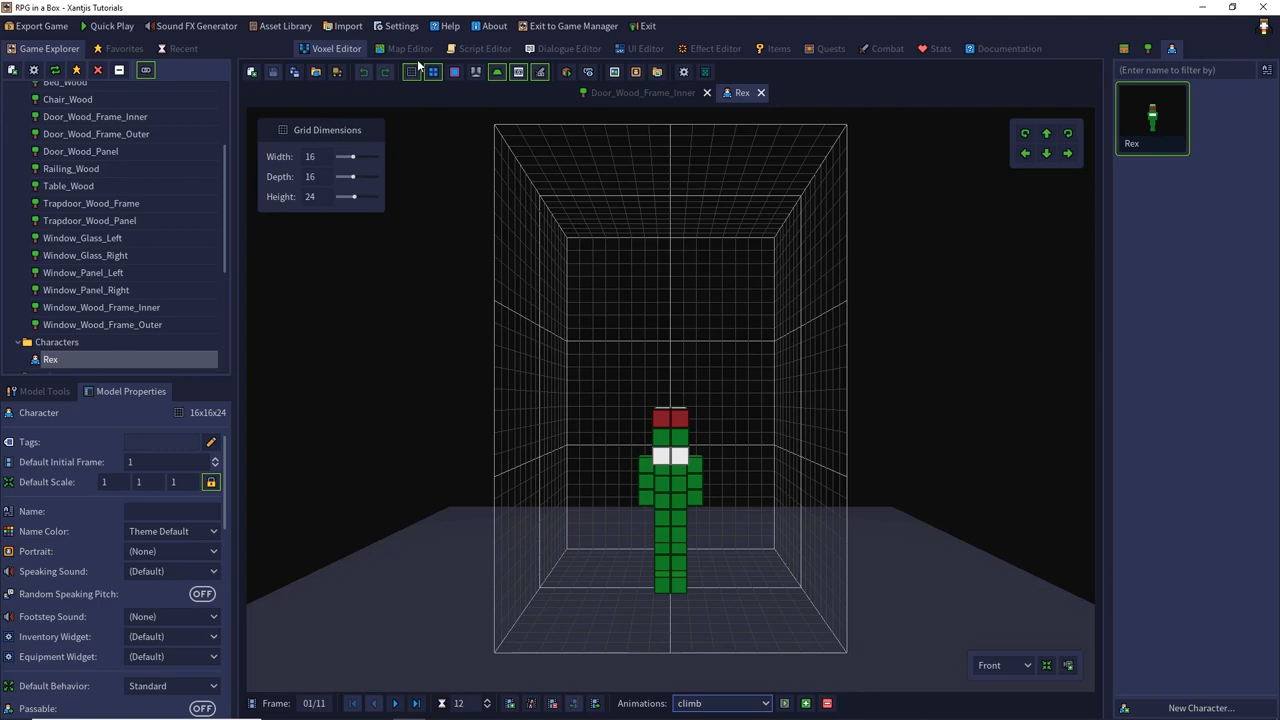 RPG in a Box - Xantjis Tutorials
Export Game Quick Play Sound FX Generator Asset Library Import Settings Help About Exit to Game Manager Exit
Game Explorer Favorites Recent Voxel Editor Map Editor Script Editor Dialogue Editor UI Editor Effect Editor Items Quests Combat Stats Documentation
(Enter name to filter by)
Door_Wood_Frame_Inner Rex
Bed_Wood
Chair_Wood
Door_Wood_Frame_Inner
Door_Wood_Frame_Outer
Door_Wood_Panel
Railing_Wood
Table_Wood
Trapdoor_Wood_Frame
Trapdoor_Wood_Panel
Window_Glass_Left
Window_Glass_Right
Window_Panel_Left
Window_Panel_Right
Window_Wood_Frame_Inner
Window_Wood_Frame_Outer
Characters
Rex
Grid Dimensions
Width: 16
Depth: 16
Height: 24
Rex
Model Tools Model Properties
Character 16x16x24
Tags:
Default Initial Frame: 1
Default Scale: 1 1 1
Name:
Name Color: Theme Default
Portrait: (None)
Speaking Sound: (Default)
Random Speaking Pitch: OFF
Footstep Sound: (None)
Inventory Widget: (Default)
Equipment Widget: (Default)
Default Behavior: Standard
Passable: OFF
Front
Frame: 01/11 12 Animations: climb
New Character...